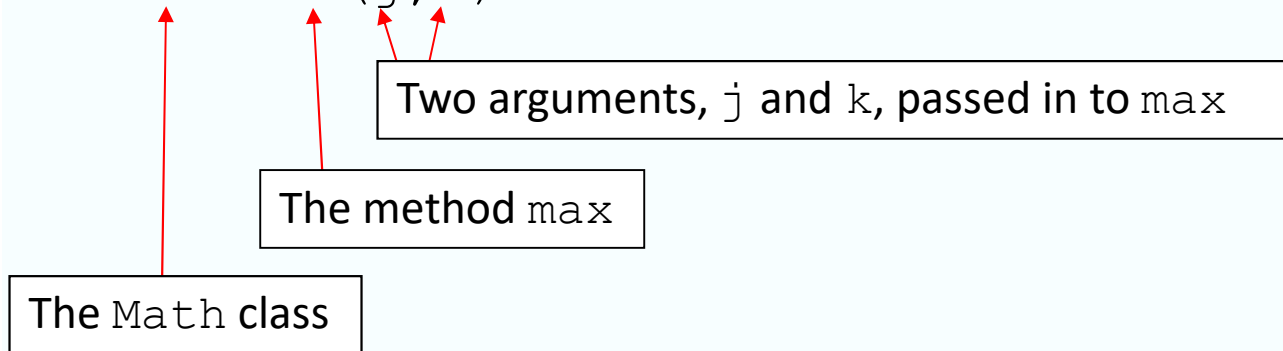 Two arguments, j and k, passed in to max
The method max
The Math class